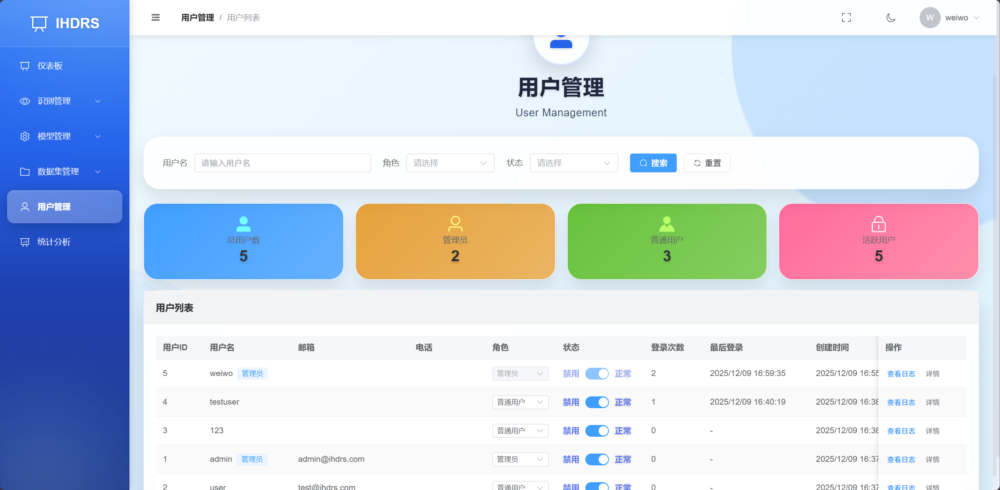 IHDRS
用户管理 / 用户列表
W weiwo
仪表板
识别管理
模型管理
数据集管理
用户管理
统计分析
用户管理
User Management
用户名 请输入用户名 角色 请选择 状态 请选择 搜索 重置
总用户数
5
管理员
2
普通用户
3
活跃用户
5
用户列表
用户ID 用户名 邮箱 电话 角色 状态 登录次数 最后登录 创建时间 操作
5 weiwo 管理员 管理员 禁用 正常 2 2025/12/09 16:59:35 2025/12/09 16:55 查看日志 详情
4 testuser 普通用户 禁用 正常 1 2025/12/09 16:40:19 2025/12/09 16:38 查看日志 详情
3 123 普通用户 禁用 正常 0 - 2025/12/09 16:38 查看日志 详情
1 admin 管理员 admin@ihdrs.com 管理员 禁用 正常 0 - 2025/12/09 16:37 查看日志 详情
2 user test@ihdrs.com 普通用户 禁用 正常 0 - 2025/12/09 16:37 查看日志 详情